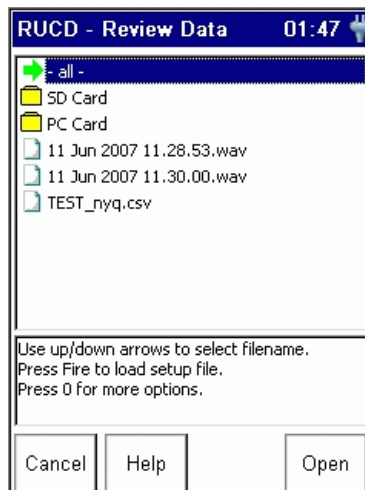 RUCD - Review Data 01:47
- all -
SD Card
PC Card
11 Jun 2007 11.28.53.wav
11 Jun 2007 11.30.00.wav
TEST_nyq.csv
Use up/down arrows to select filename.
Press Fire to load setup file.
Press 0 for more options.
Cancel Help Open